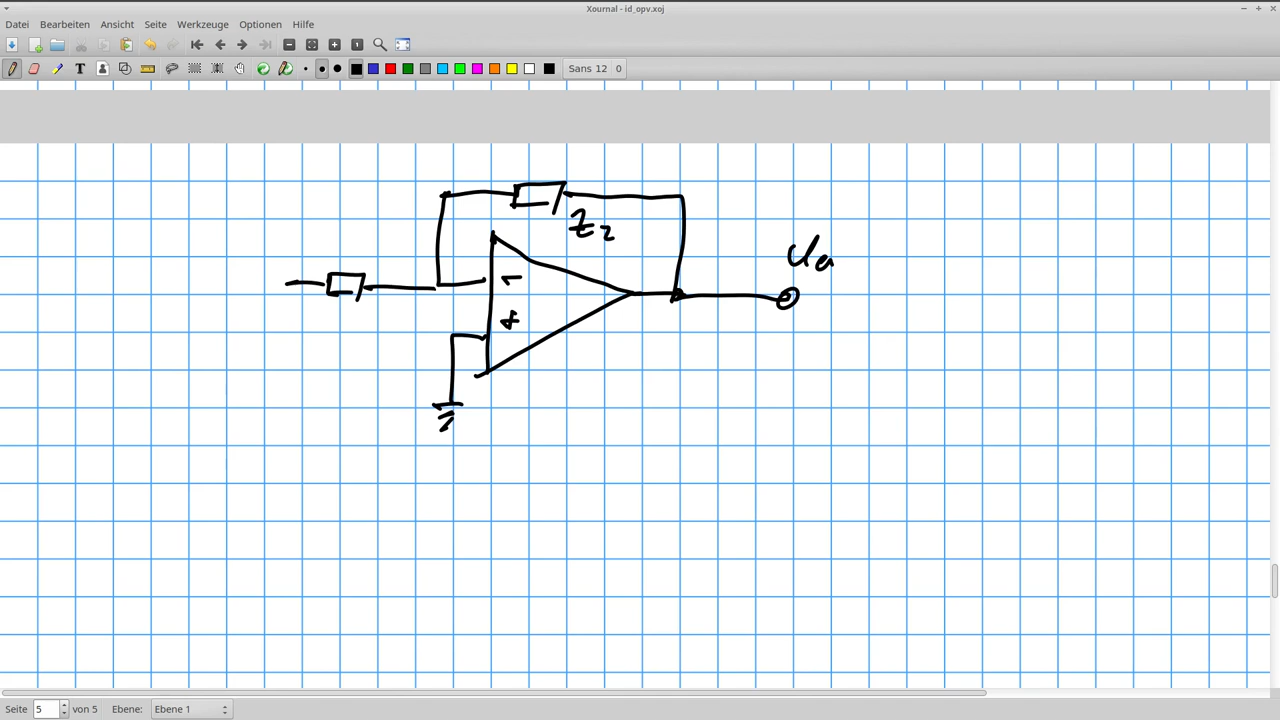 Xournal - id_opv.xoj
Datei Bearbeiten Ansicht Seite Werkzeuge Optionen Hilfe
1
T Sans 12 0
Z2
Ua
-
+
Seite 5 von 5 Ebene: Ebene 1